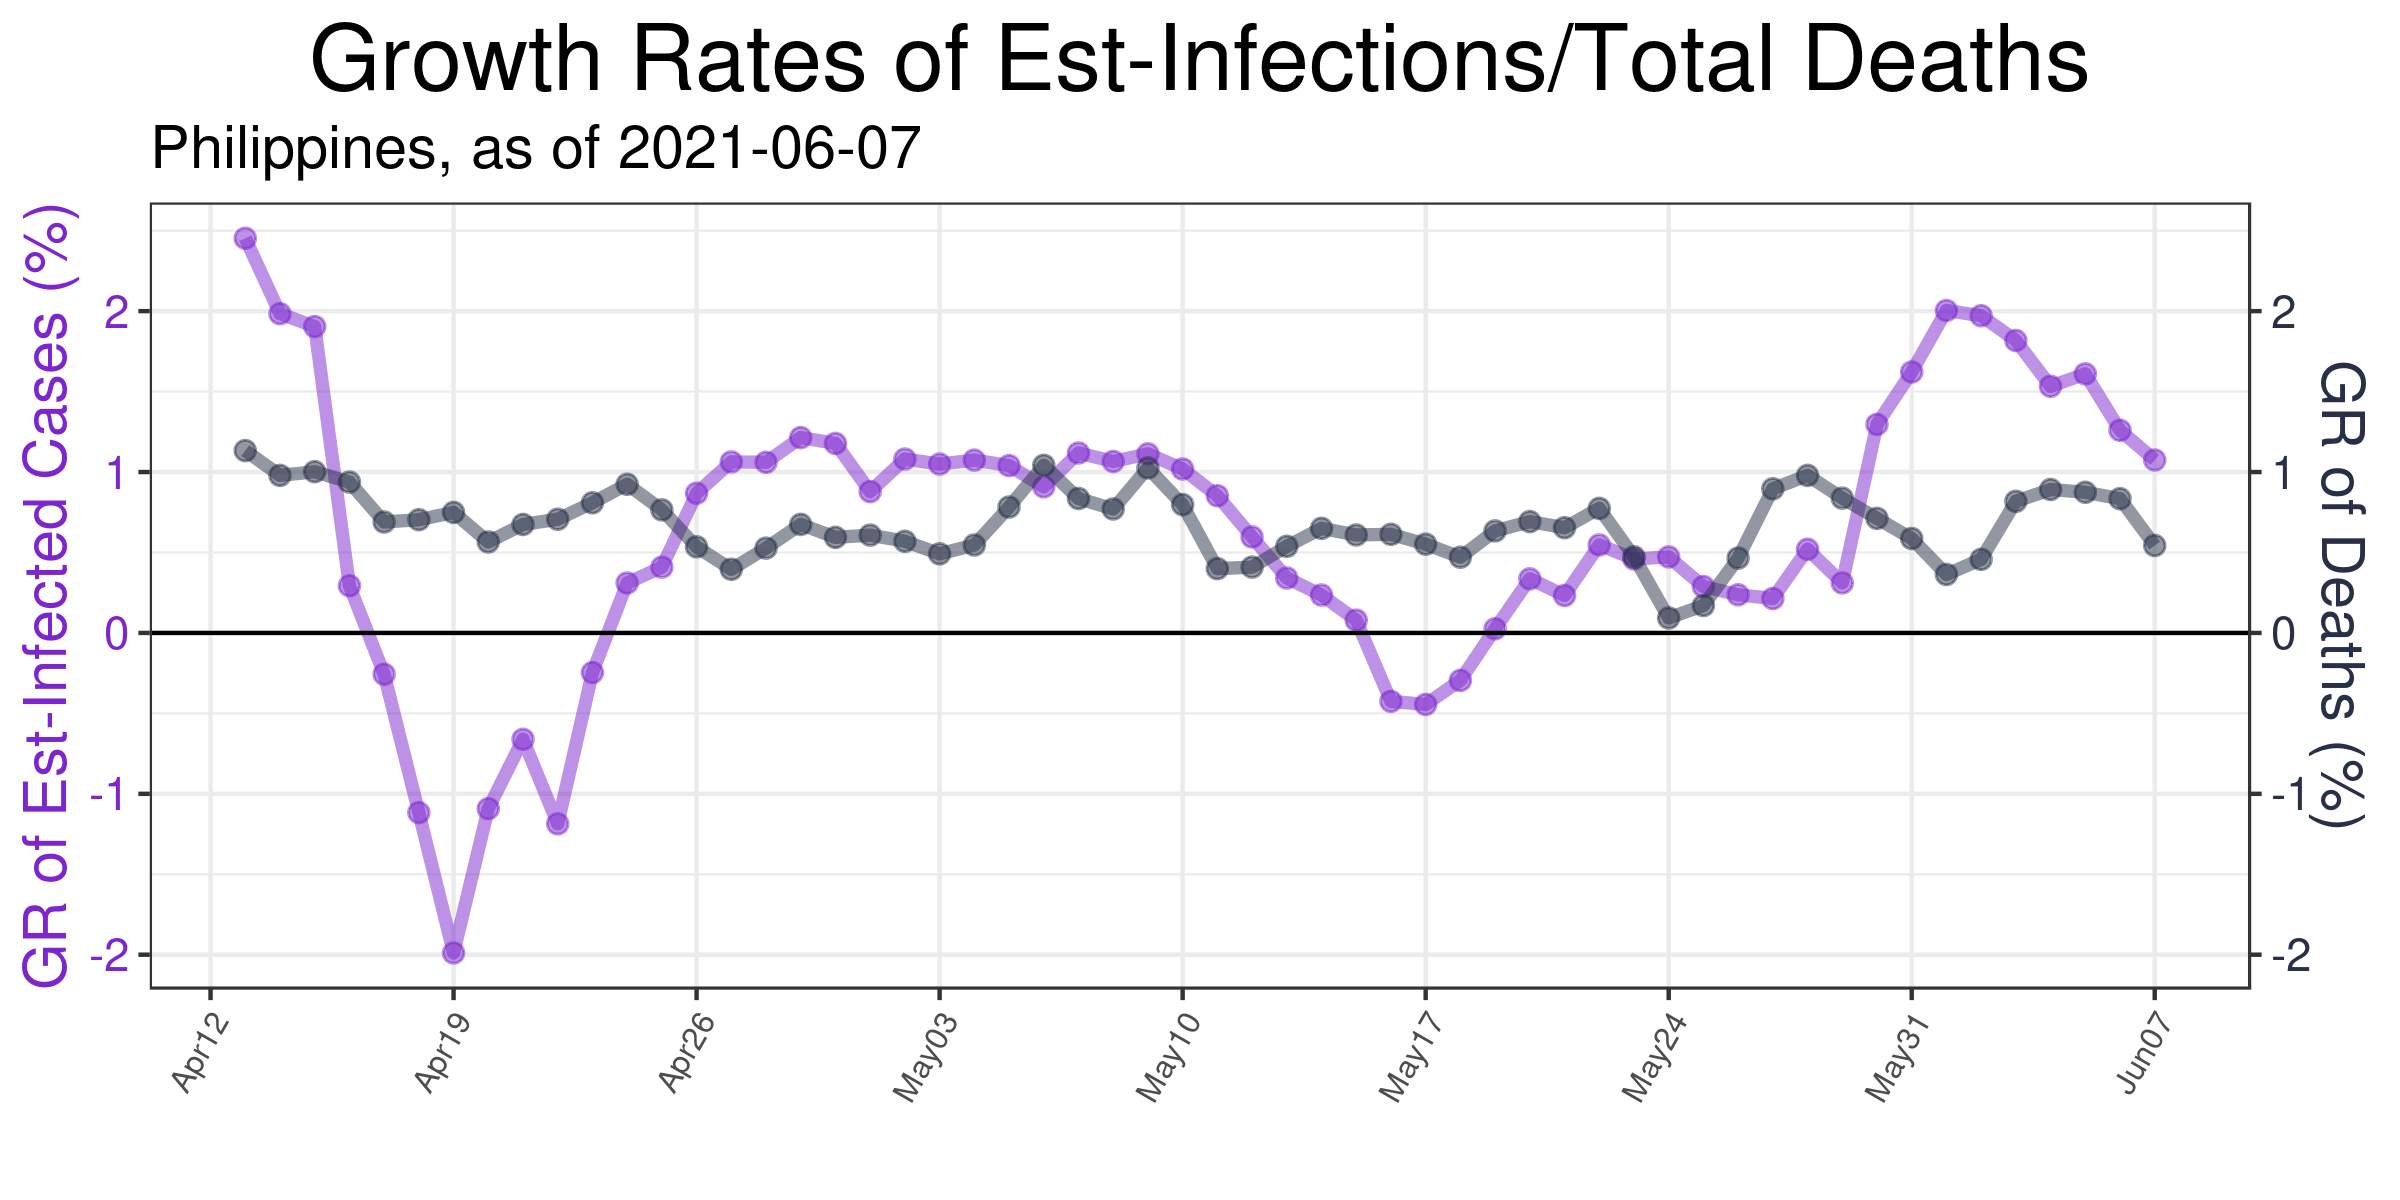 Growth Rates of Est-Infections/Total Deaths
Philippines, as of 2021-06-07
GR of Est-Infected Cases (%)
2
1
0
-1
-2
2
1
0
-1
-2
GR of Deaths (%)
Apr12
Apr19
Apr26
May03
May10
May17
May24
May31
Jun07